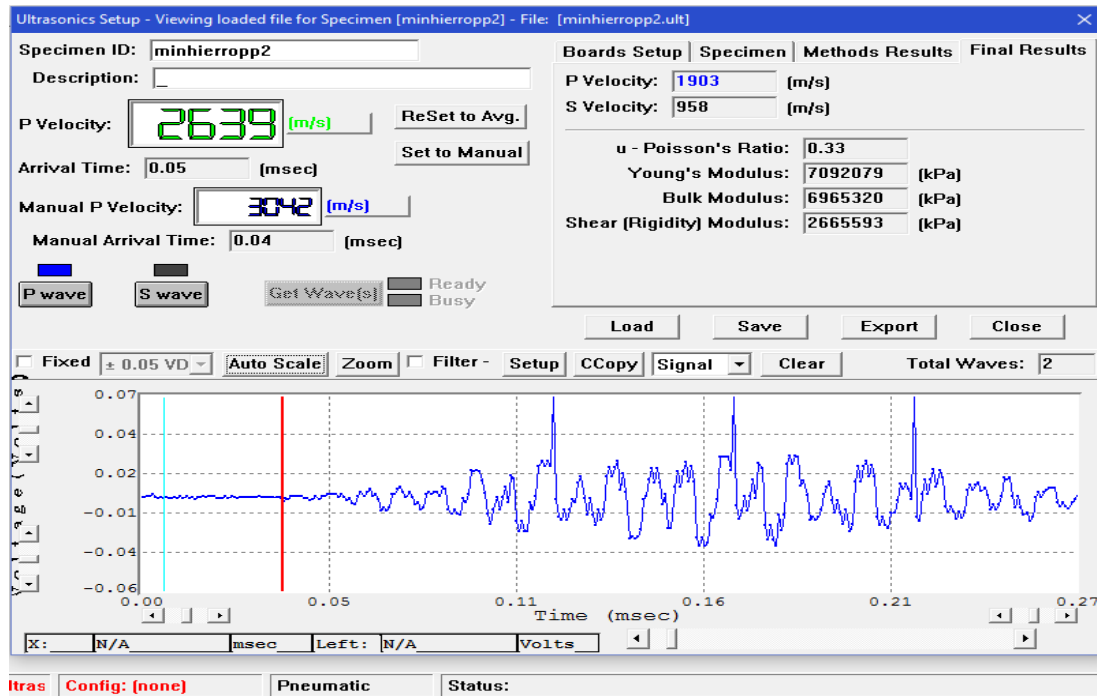 Ultrasonics Setup - Viewing loaded file for Specimen [minhierropp2] - File: [minhierropp2.ult]
Specimen ID: minhierropp2
Description: _
P Velocity: 2639 (m/s)
ReSet to Avg.
Arrival Time: 0.05 (msec)
Set to Manual
Manual P Velocity: 3042 (m/s)
Manual Arrival Time: 0.04 (msec)
P wave S wave Get Wave(s) Ready
Busy
Boards Setup Specimen Methods Results Final Results
P Velocity: 1903 (m/s)
S Velocity: 958 (m/s)
u - Poisson's Ratio: 0.33
Young's Modulus: 7092079 (kPa)
Bulk Modulus: 6965320 (kPa)
Shear (Rigidity) Modulus: 2665593 (kPa)
Load Save Export Close
Fixed ± 0.05 VD Auto Scale Zoom Filter - Setup CCopy Signal Clear Total Waves: 2
0.07
0.04
0.02
-0.01
-0.04
-0.06
0.00 0.05 0.11 0.16 0.21 0.27
Time (msec)
X: N/A msec Left: N/A Volts
ltras Config: (none) Pneumatic Status: